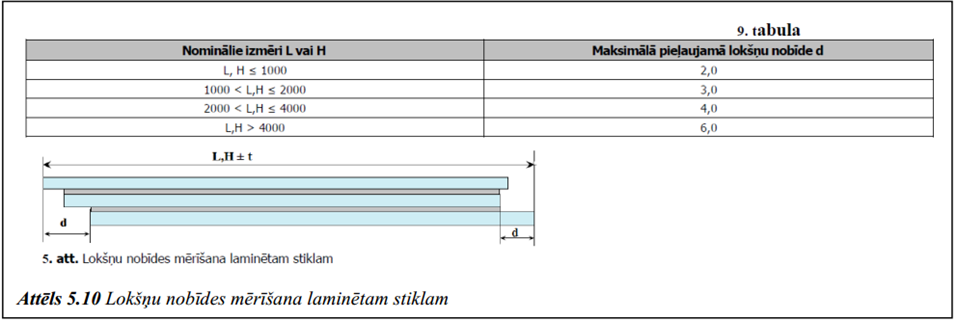 9. tabula
Nominālie izmēri L vai H Maksimālā pieļaujamā lokšņu nobīde d
L, H ≤ 1000 2,0
1000 < L,H ≤ 2000 3,0
2000 < L,H ≤ 4000 4,0
L,H > 4000 6,0
L,H ± t
d
d
5. att. Lokšņu nobīdes mērīšana laminētam stiklam
Attēls 5.10 Lokšņu nobīdes mērīšana laminētam stiklam